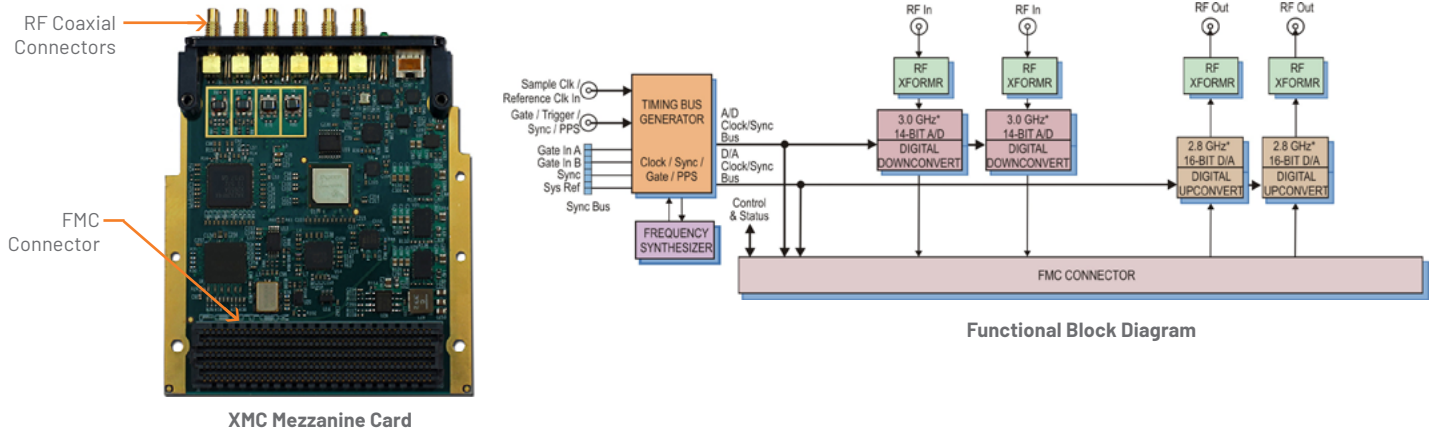 RF Coaxial
Connectors
FMC
Connector
XMC Mezzanine Card
RF In
RF In
RF Out
RF Out
RF
XFORMR
RF
XFORMR
RF
XFORMR
RF
XFORMR
Sample Clk /
Reference Clk In
Gate / Trigger /
Sync / PPS
Gate In A
Gate In B
Sync
Sys Ref
Sync Bus
TIMING BUS
GENERATOR
Clock / Sync /
Gate / PPS
FREQUENCY
SYNTHESIZER
A/D
Clock/Sync
Bus
D/A
Clock/Sync
Bus
3.0 GHz*
14-BIT A/D
DIGITAL
DOWNCONVERT
3.0 GHz*
14-BIT A/D
DIGITAL
DOWNCONVERT
2.8 GHz*
16-BIT D/A
DIGITAL
UPCONVERT
2.8 GHz*
16-BIT D/A
DIGITAL
UPCONVERT
Control
& Status
FMC CONNECTOR
Functional Block Diagram